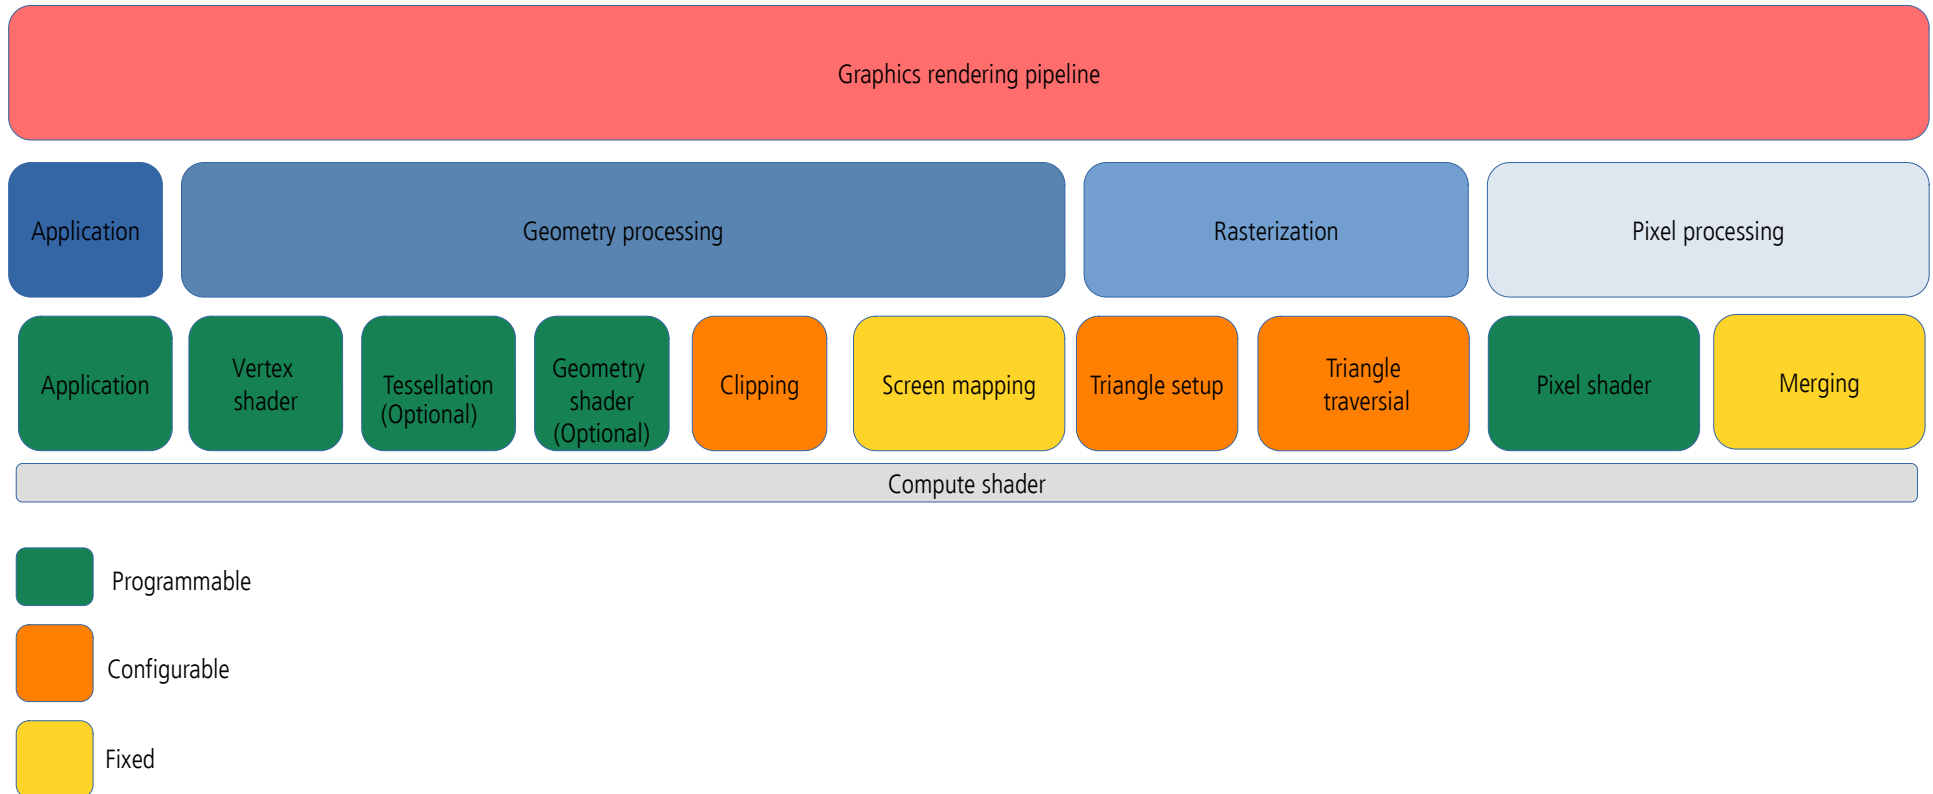 Graphics rendering pipeline
Application
Geometry processing
Rasterization
Pixel processing
Application
Vertex
shader
Tessellation
(Optional)
Geometry
shader
(Optional)
Clipping
Screen mapping
Triangle setup
Triangle
traversial
Pixel shader
Merging
Compute shader
Programmable
Configurable
Fixed